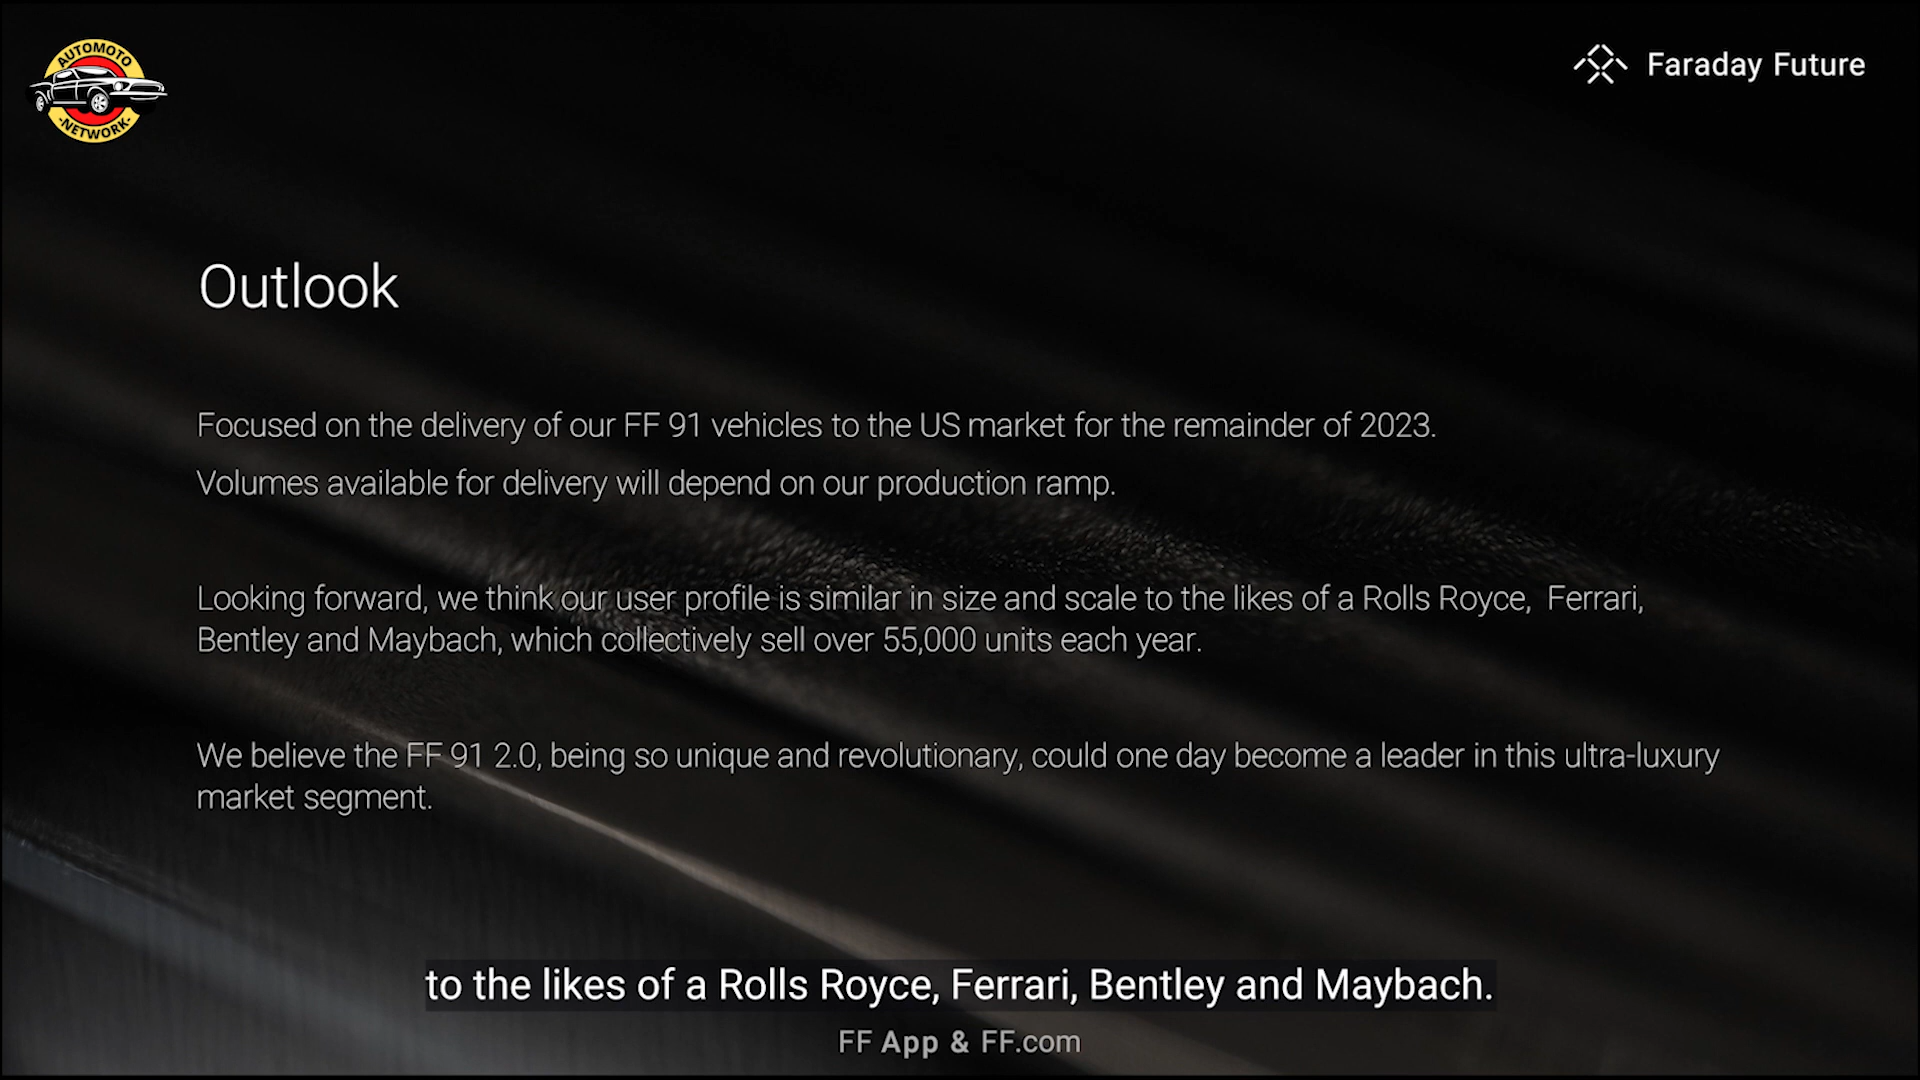 AUTOMOTO
-NETWORK-
Faraday Future
Outlook
Focused on the delivery of our FF 91 vehicles to the US market for the remainder of 2023.
Volumes available for delivery will depend on our production ramp.
Looking forward, we think our user profile is similar in size and scale to the likes of a Rolls Royce, Ferrari,
Bentley and Maybach, which collectively sell over 55,000 units each year.
We believe the FF 91 2.0, being so unique and revolutionary, could one day become a leader in this ultra-luxury
market segment.
to the likes of a Rolls Royce, Ferrari, Bentley and Maybach.
FF App & FF.com